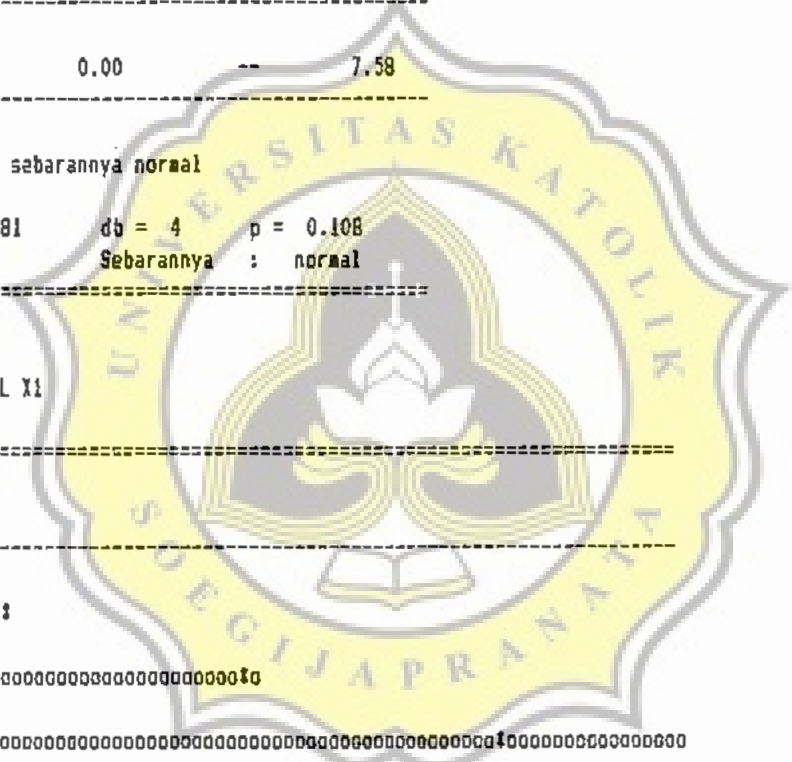 0.00 -- 7.58
sebarannya normal
81 db = 4 p = 0.108
Sebarannya : normal
L X1
:
UNIVERSITAS KATOLIK
SOEGIJAPRANATA